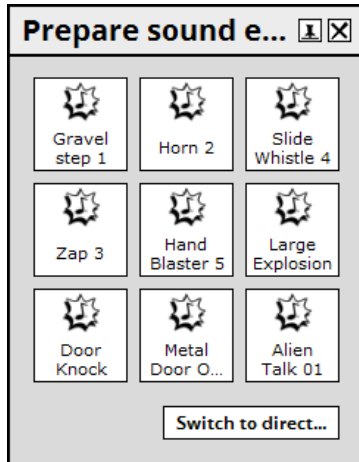 Prepare sound e...
Gravel
step 1
Horn 2
Slide
Whistle 4
Zap 3
Hand
Blaster 5
Large
Explosion
Door
Knock
Metal
Door O...
Alien
Talk 01
Switch to direct...